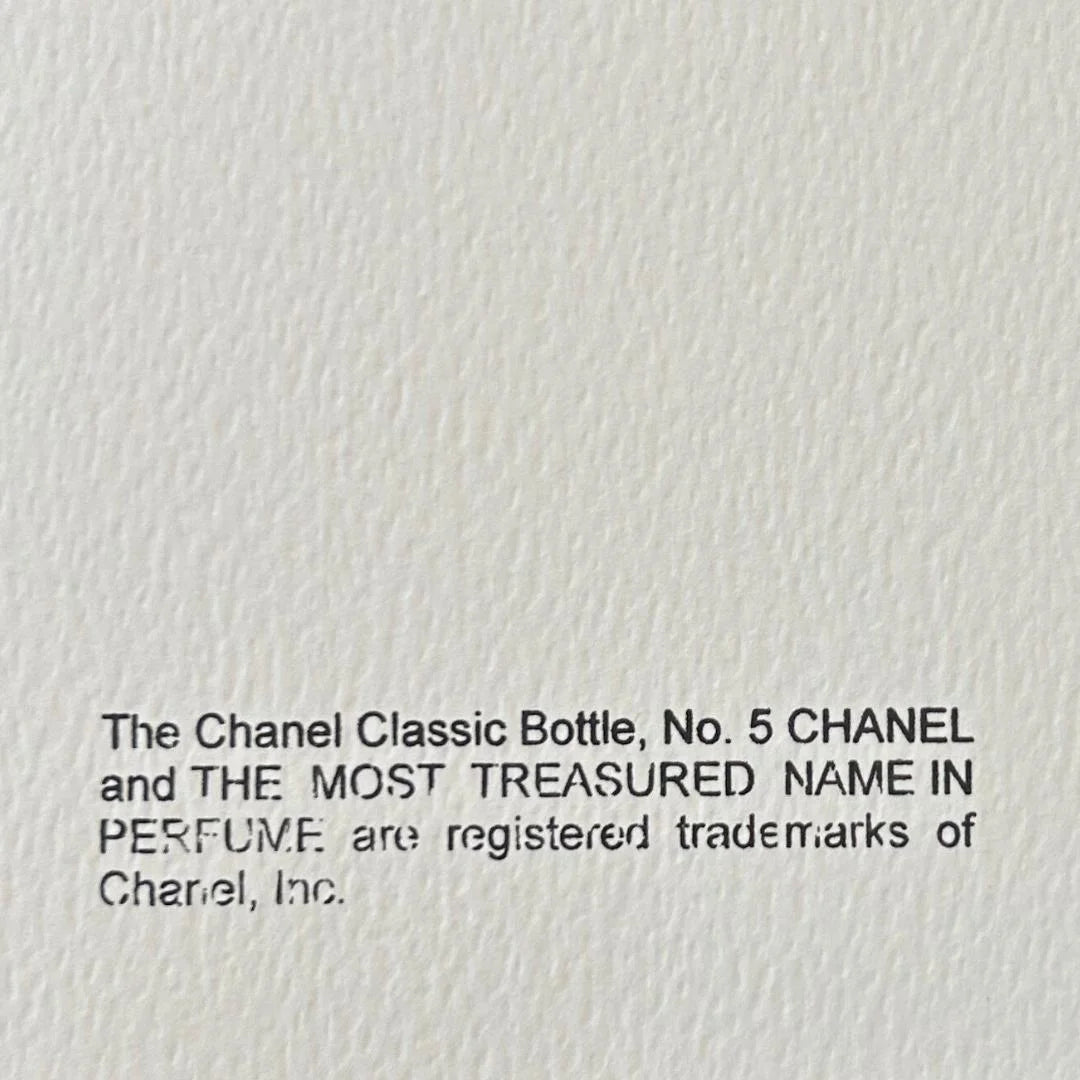 The Chanel Classic Bottle, No. 5 CHANEL
and THE MOST TREASURED NAME IN
PERFUME are registered trademarks of
Chanel, Inc.